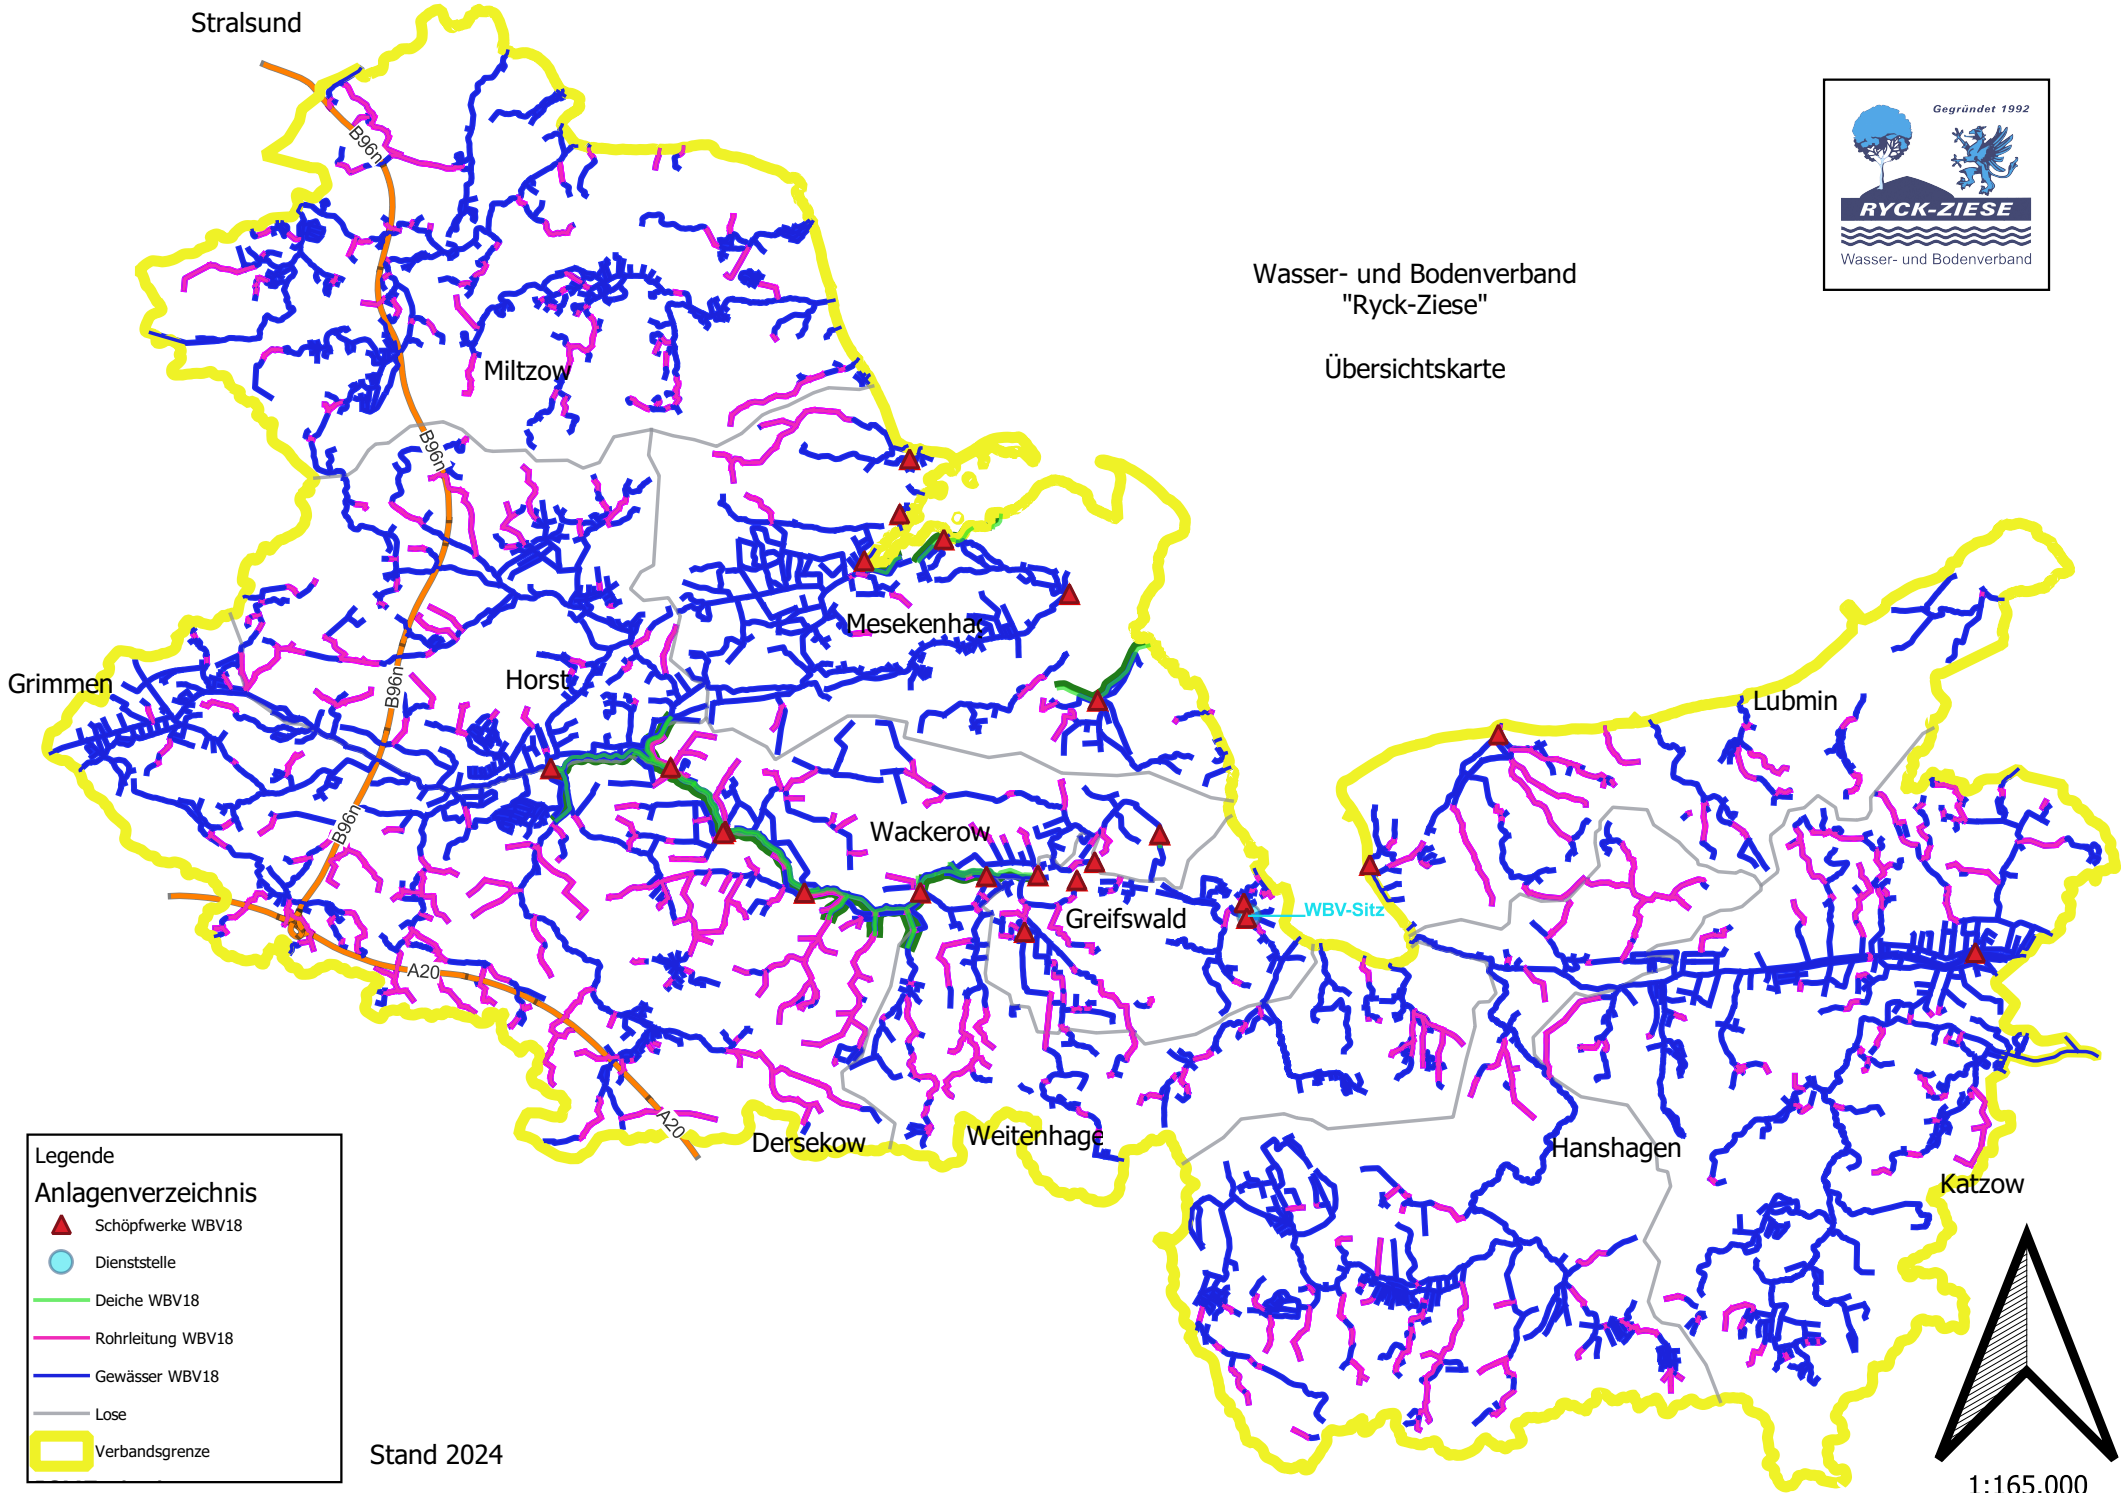 Stralsund
Gegründet 1992
RYCK-ZIESE
Wasser- und Bodenverband
B96n
Wasser- und Bodenverband
"Ryck-Ziese"
Übersichtskarte
Miltzow
B96n
Mesekenhag
Grimmen
Horst
B96n
Lubmin
B96n
Wackerow
Greifswald
WBV-Sitz
A20
A20
Dersekow
Weitenhage
Hanshagen
Katzow
Legende
Anlagenverzeichnis
Schöpfwerke WBV18
Dienststelle
Deiche WBV18
Rohrleitung WBV18
Gewässer WBV18
Lose
Verbandsgrenze
Stand 2024
1:165.000